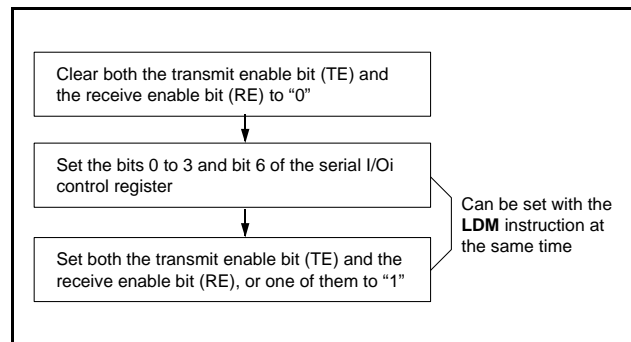 Clear both the transmit enable bit (TE) and
the receive enable bit (RE) to “0”
Set the bits 0 to 3 and bit 6 of the serial I/Oi
control register
Set both the transmit enable bit (TE) and the
receive enable bit (RE), or one of them to “1”
Can be set with the
LDM instruction at
the same time